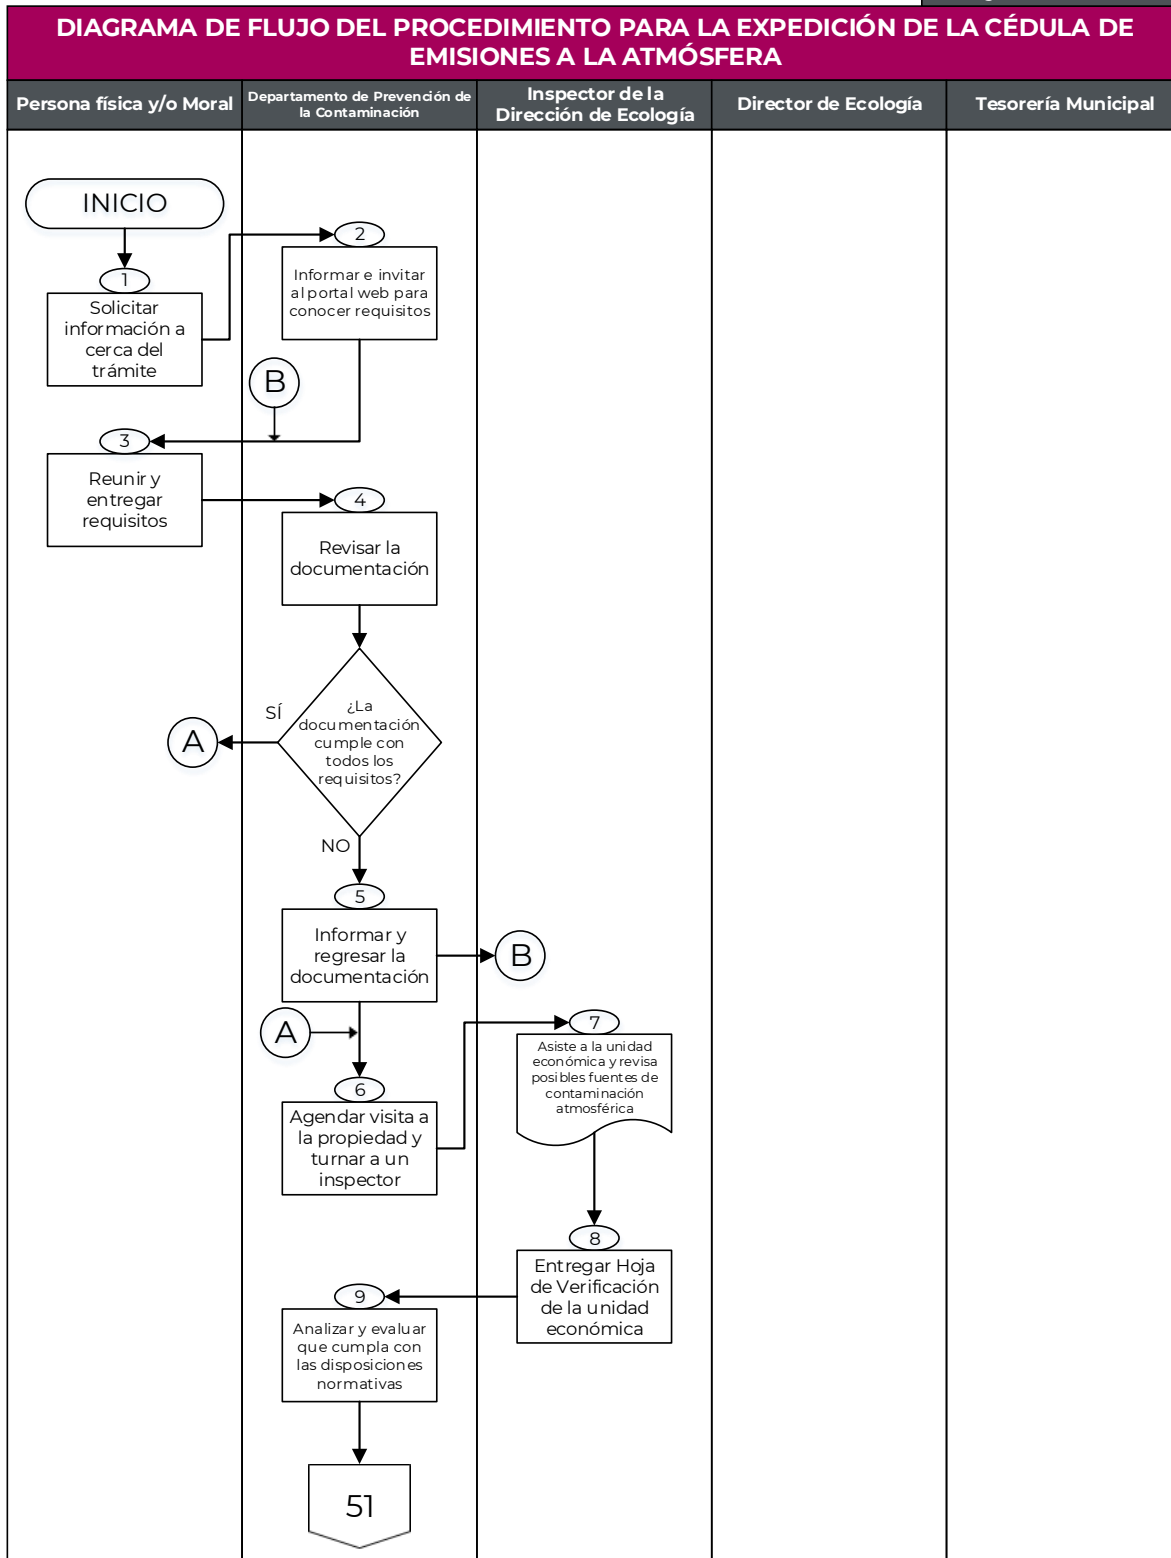 DIAGRAMA DE FLUJO DEL PROCEDIMIENTO PARA LA EXPEDICIÓN DE LA CÉDULA DE
EMISIONES A LA ATMÓSFERA
Persona física y/o Moral
Departamento de Prevención de
la Contaminación
Inspector de la
Dirección de Ecología
Director de Ecología
Tesorería Municipal
INICIO
1
Solicitar
información a
cerca del
trámite
2
Informar e invitar
al portal web para
conocer requisitos
B
3
Reunir y
entregar
requisitos
4
Revisar la
documentación
¿La
documentación
cumple con
todos los
requisitos?
SÍ
A
NO
5
Informar y
regresar la
documentación
B
A
6
Agendar visita a
la propiedad y
turnar a un
inspector
7
Asiste a la unidad
económica y revisa
posibles fuentes de
contaminación
atmosférica
8
Entregar Hoja
de Verificación
de la unidad
económica
9
Analizar y evaluar
que cumpla con
las disposiciones
normativas
51